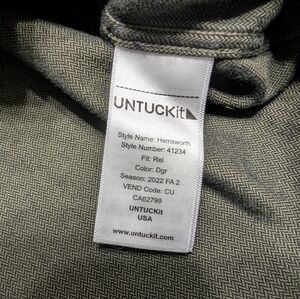 UNTUCKit
Style Name: Hemsworth
Style Number: 41234
Fit: Rel
Color: Dgr
Season: 2022 FA 2
VEND Code: CU
CA62799
UNTUCKit
USA
www.untuckit.com